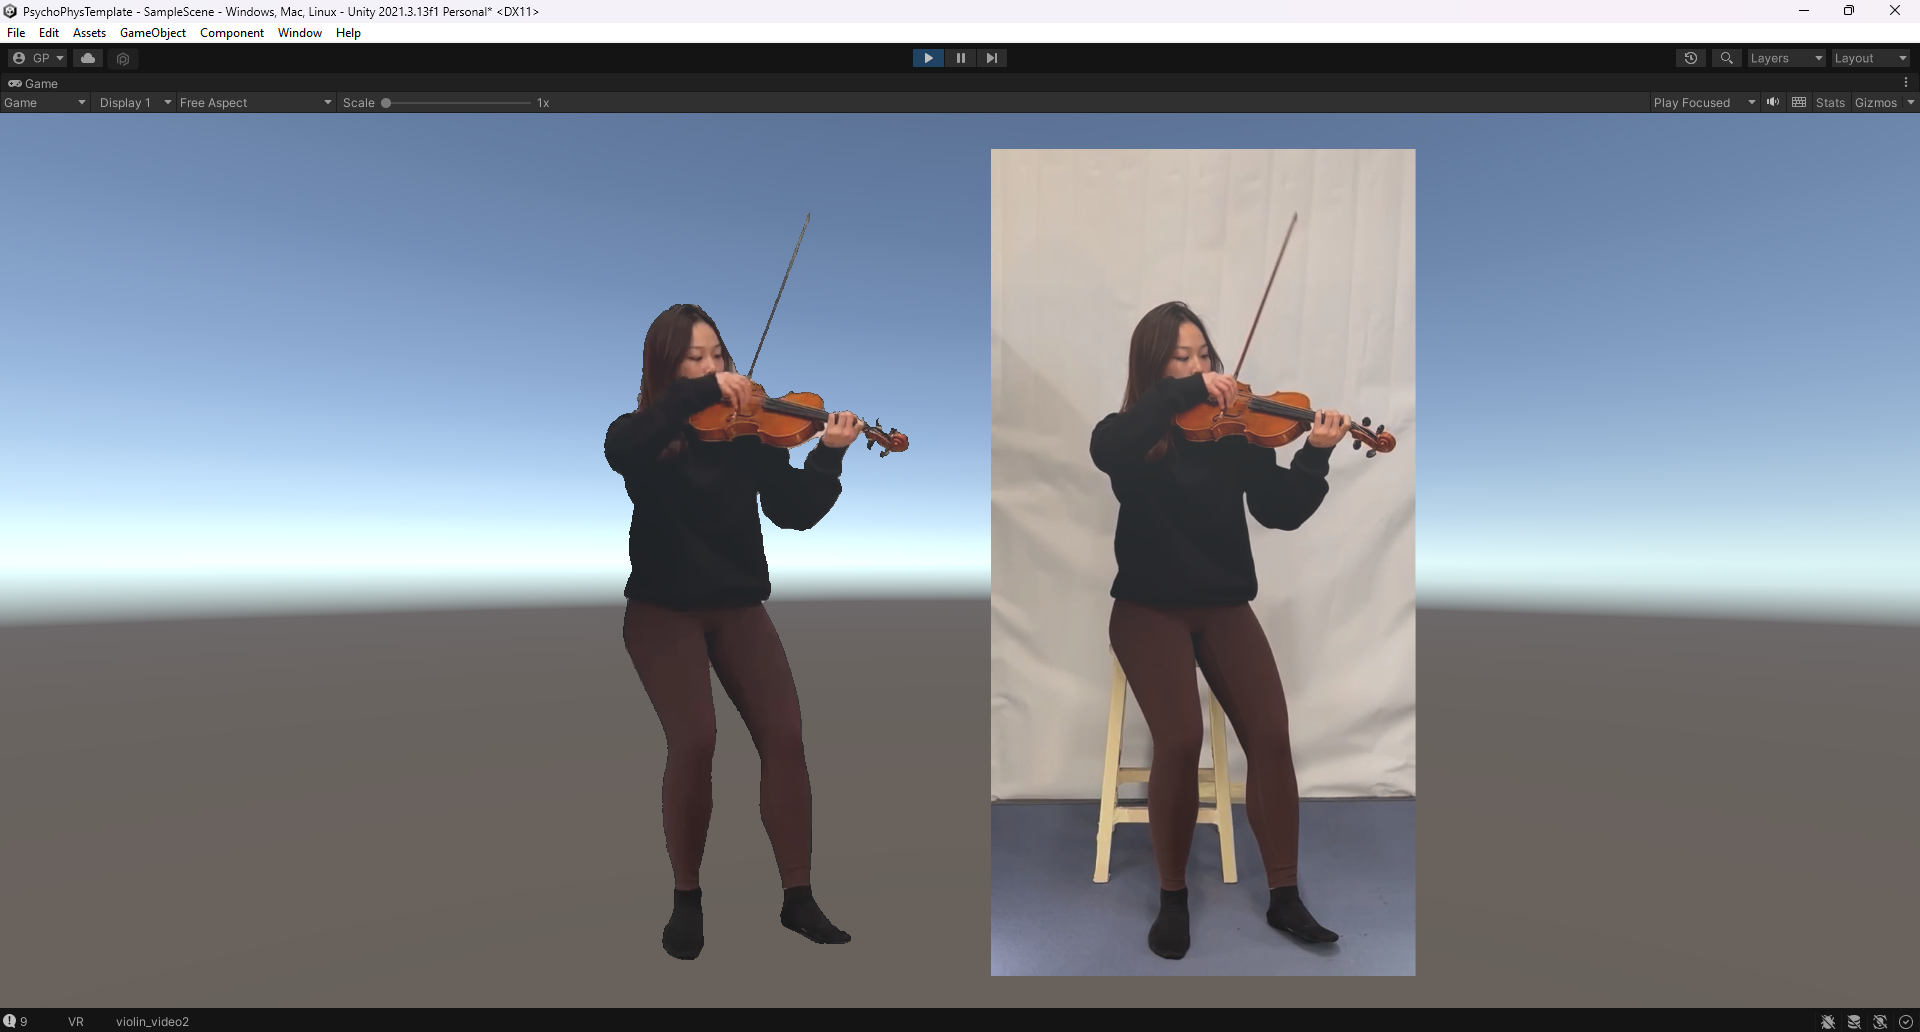 PsychoPhysTemplate - SampleScene - Windows, Mac, Linux - Unity 2021.3.13f1 Personal* <DX11>
File Edit Assets GameObject Component Window Help
GP Layers Layout
Game
Game Display 1 Free Aspect Scale 1x Play Focused Stats Gizmos
9 VR violin_video2